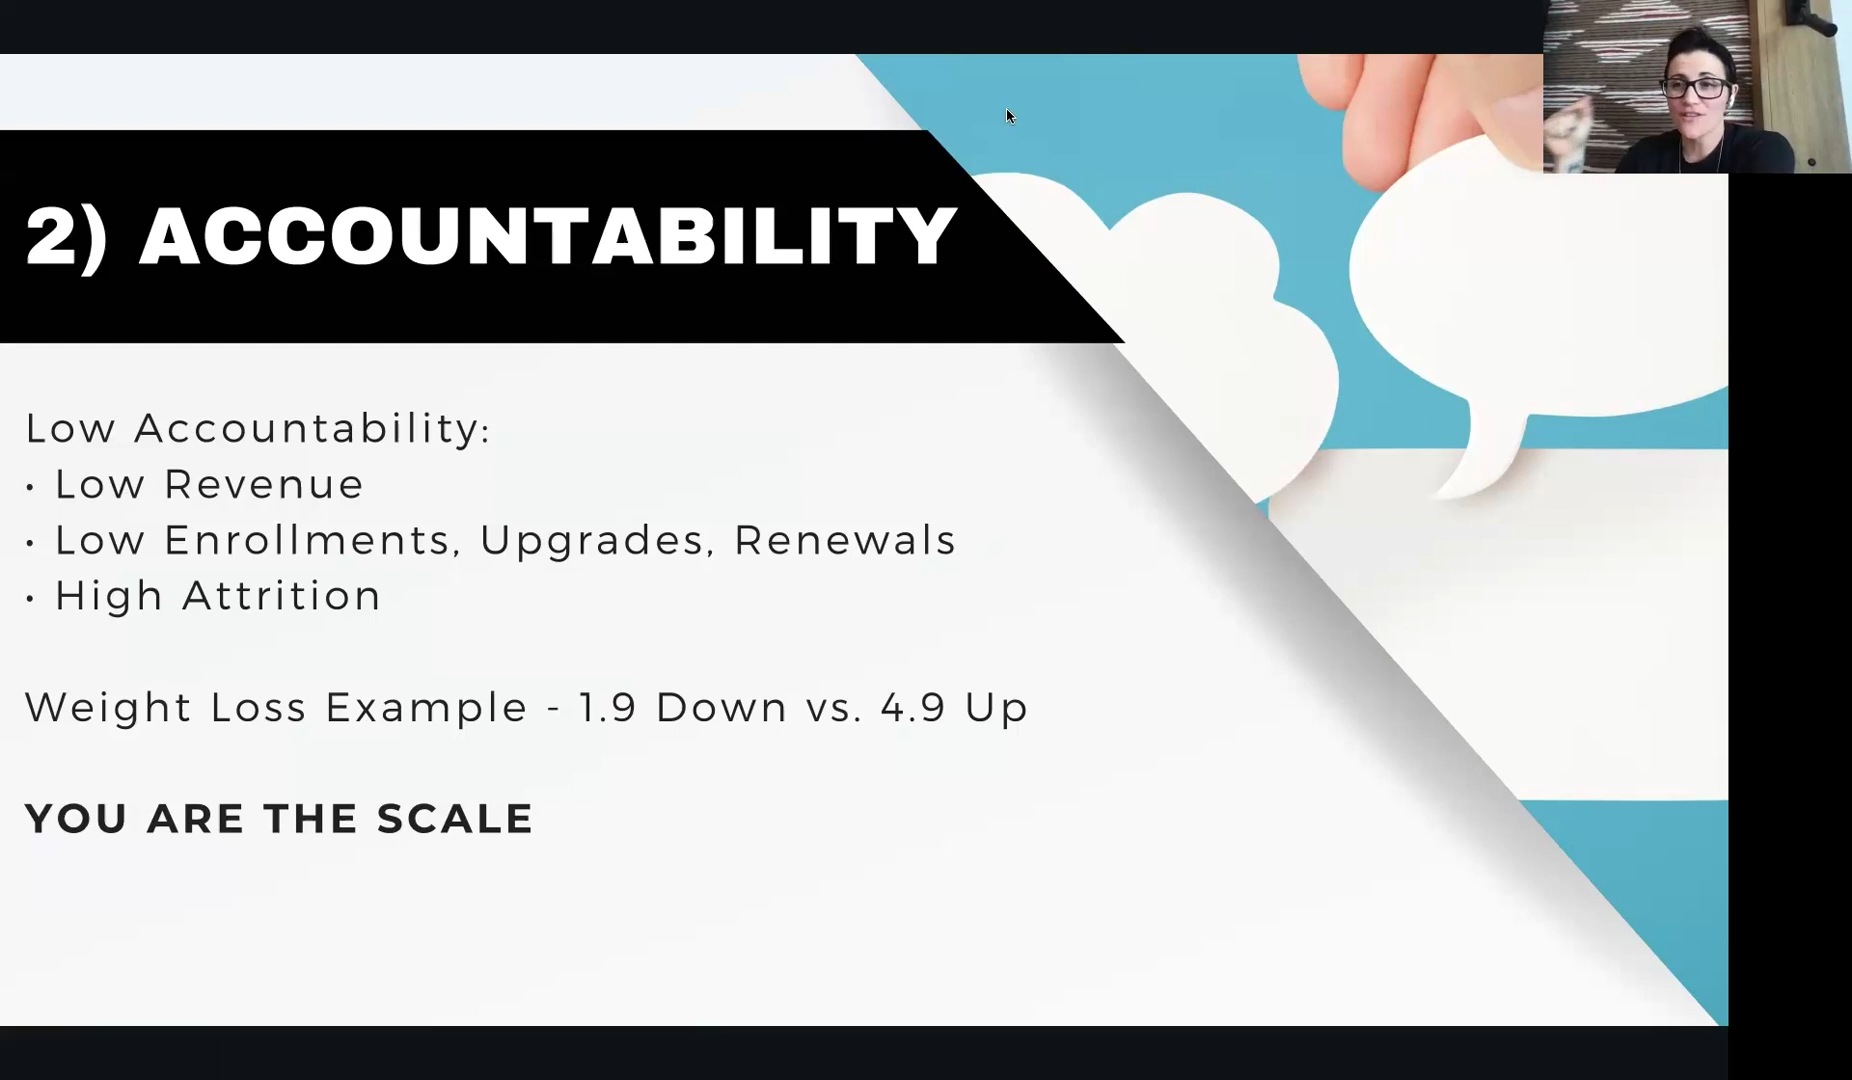 2) ACCOUNTABILITY
Low Accountability:
• Low Revenue
• Low Enrollments, Upgrades, Renewals
• High Attrition
Weight Loss Example - 1.9 Down vs. 4.9 Up
YOU ARE THE SCALE